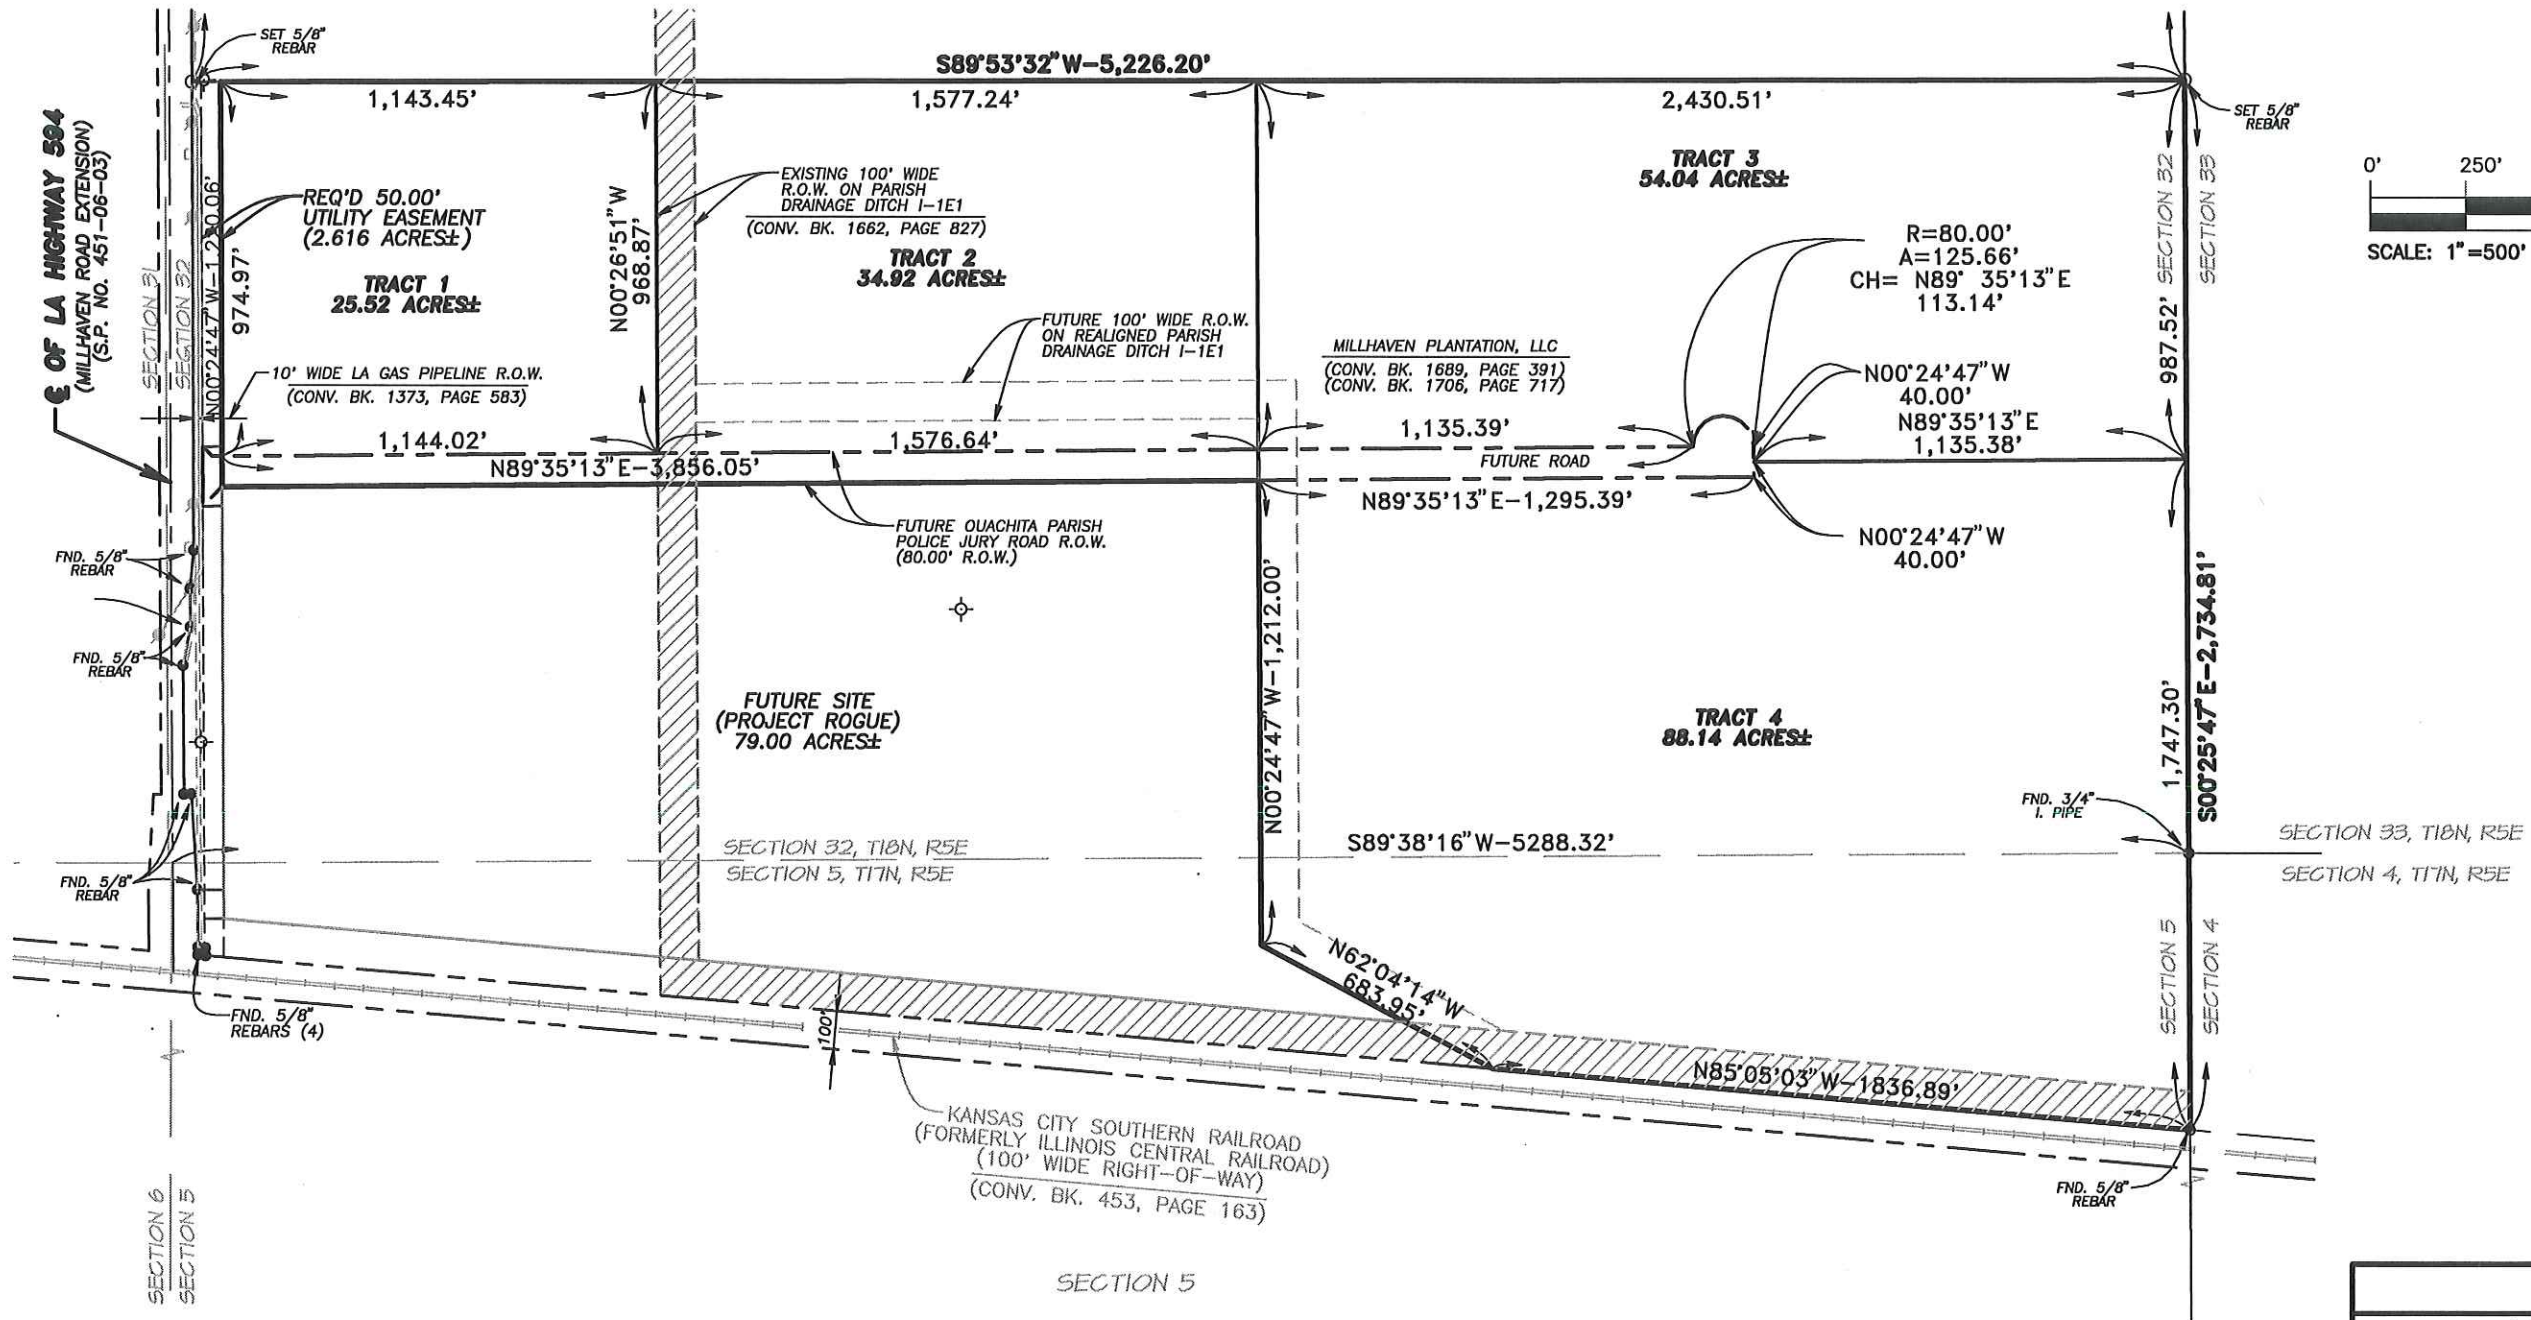 SET 5/8"
REBAR
S89°53'32"W-5,226.20'
1,143.45'
1,577.24'
2,430.51'
SET 5/8"
REBAR
℄ OF LA HIGHWAY 594
(MILLHAVEN ROAD EXTENSION)
(S.P. NO. 451-06-03)
SECTION 31
SECTION 32
N00°24'47"W
974.97'
REQ'D 50.00'
UTILITY EASEMENT
(2.616 ACRES±)
TRACT 1
25.52 ACRES±
N00°26'51"W
968.87'
EXISTING 100' WIDE
R.O.W. ON PARISH
DRAINAGE DITCH I-1E1
(CONV. BK. 1662, PAGE 827)
TRACT 2
34.92 ACRES±
TRACT 3
54.04 ACRES±
R=80.00'
A=125.66'
CH= N89° 35'13"E
113.14'
SECTION 32
SECTION 33
987.52'
0' 250'
SCALE: 1"=500'
FUTURE 100' WIDE R.O.W.
ON REALIGNED PARISH
DRAINAGE DITCH I-1E1
MILLHAVEN PLANTATION, LLC
(CONV. BK. 1689, PAGE 391)
(CONV. BK. 1706, PAGE 717)
N00°24'47"W
40.00'
N89°35'13"E
1,135.38'
10' WIDE LA GAS PIPELINE R.O.W.
(CONV. BK. 1373, PAGE 583)
1,144.02'
1,576.64'
1,135.39'
N89°35'13"E-3,856.05'
FUTURE ROAD
N89°35'13"E-1,295.39'
FUTURE OUACHITA PARISH
POLICE JURY ROAD R.O.W.
(80.00' R.O.W.)
N00°24'47"W
40.00'
FND. 5/8"
REBAR
FND. 5/8"
REBAR
N00°24'47"W-1,212.00'
S00°25'47"E-2,734.81'
1,747.30'
FUTURE SITE
(PROJECT ROGUE)
79.00 ACRES±
TRACT 4
88.14 ACRES±
FND. 3/4"
I. PIPE
S89°38'16"W-5288.32'
SECTION 32, T18N, R5E
SECTION 5, T17N, R5E
SECTION 33, T18N, R5E
SECTION 4, T17N, R5E
FND. 5/8"
REBAR
SECTION 5
SECTION 4
N62°04'14"W
683.95'
FND. 5/8"
REBARS (4)
100'
N85°05'03"W-1836.89'
KANSAS CITY SOUTHERN RAILROAD
(FORMERLY ILLINOIS CENTRAL RAILROAD)
(100' WIDE RIGHT-OF-WAY)
(CONV. BK. 453, PAGE 163)
FND. 5/8"
REBAR
SECTION 6
SECTION 5
SECTION 5